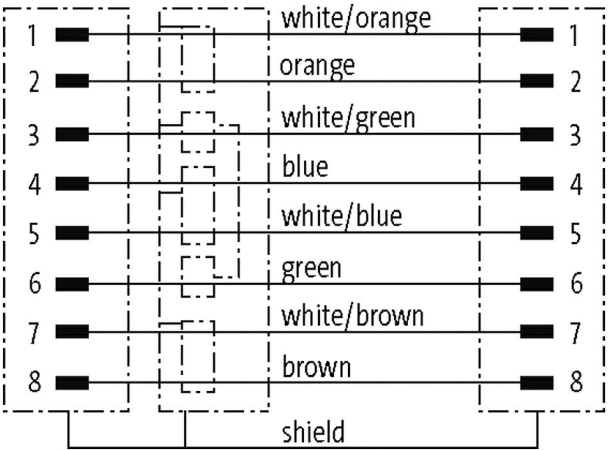 1 white/orange 1
2 orange 2
3 white/green 3
4 blue 4
5 white/blue 5
6 green 6
7 white/brown 7
8 brown 8
shield